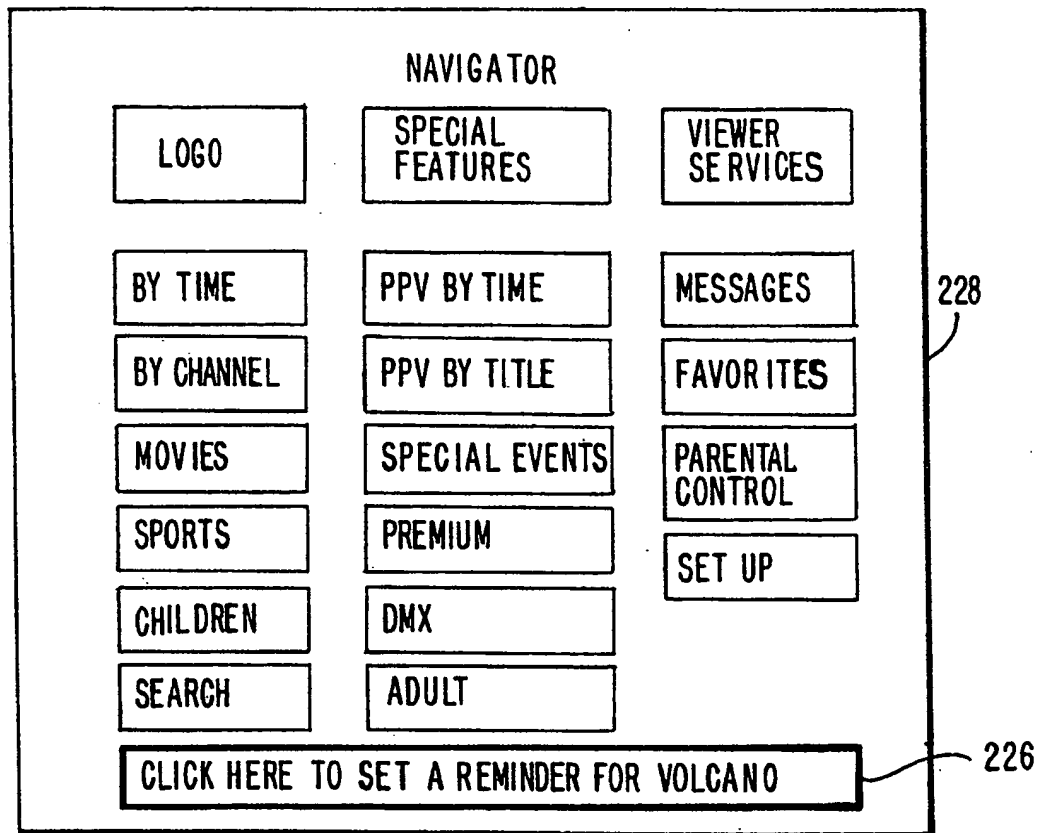 NAVIGATOR
LOGO
SPECIAL
FEATURES
VIEWER
SERVICES
BY TIME
PPV BY TIME
MESSAGES
228
BY CHANNEL
PPV BY TITLE
FAVORITES
MOVIES
SPECIAL EVENTS
PARENTAL
CONTROL
SPORTS
PREMIUM
SET UP
CHILDREN
DMX
SEARCH
ADULT
CLICK HERE TO SET A REMINDER FOR VOLCANO
226